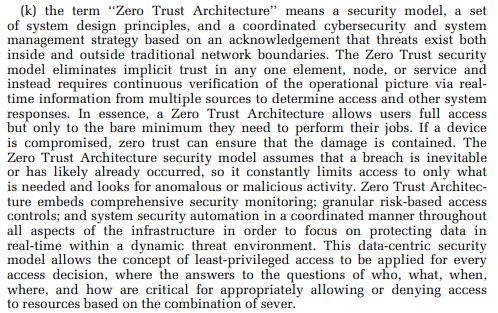 (k) the term “Zero Trust Architecture” means a security model, a set
of system design principles, and a coordinated cybersecurity and system
management strategy based on an acknowledgement that threats exist both
inside and outside traditional network boundaries. The Zero Trust security
model eliminates implicit trust in any one element, node, or service and
instead requires continuous verification of the operational picture via real-
time information from multiple sources to determine access and other system
responses. In essence, a Zero Trust Architecture allows users full access
but only to the bare minimum they need to perform their jobs. If a device
is compromised, zero trust can ensure that the damage is contained. The
Zero Trust Architecture security model assumes that a breach is inevitable
or has likely already occurred, so it constantly limits access to only what
is needed and looks for anomalous or malicious activity. Zero Trust Architec-
ture embeds comprehensive security monitoring; granular risk-based access
controls; and system security automation in a coordinated manner throughout
all aspects of the infrastructure in order to focus on protecting data in
real-time within a dynamic threat environment. This data-centric security
model allows the concept of least-privileged access to be applied for every
access decision, where the answers to the questions of who, what, when,
where, and how are critical for appropriately allowing or denying access
to resources based on the combination of sever.